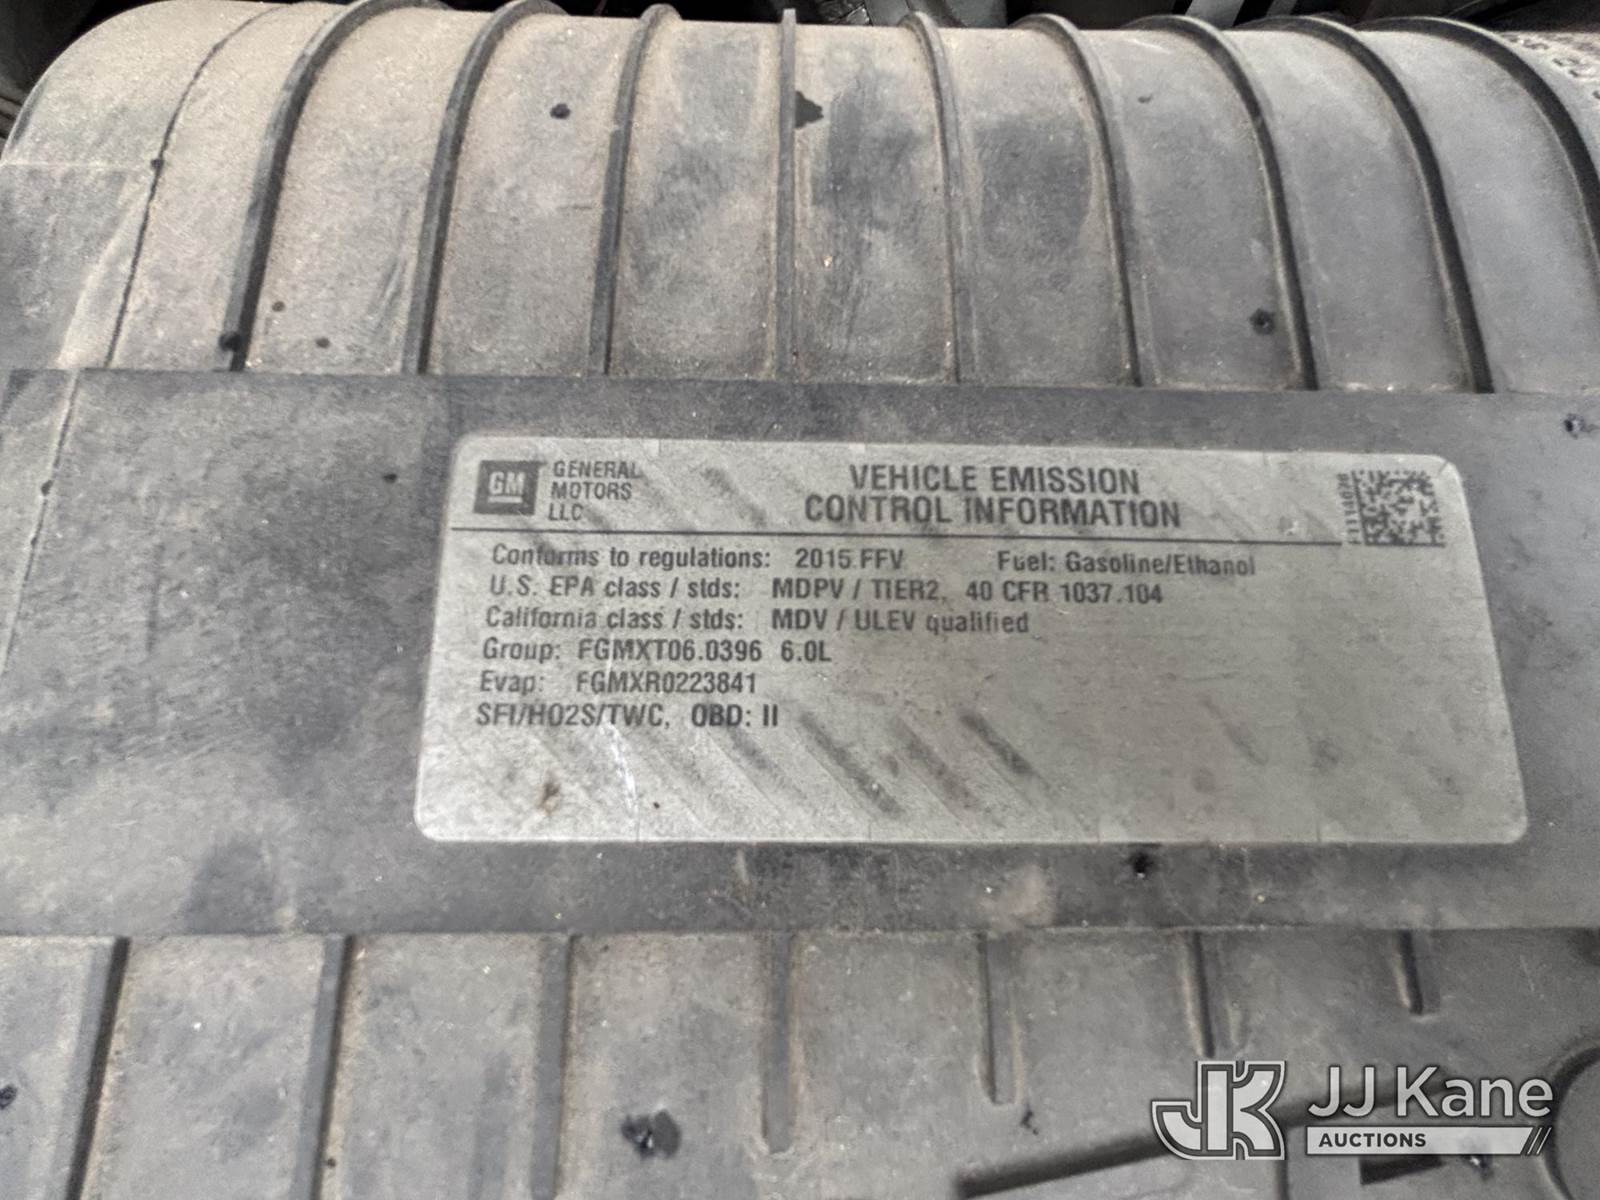 GM
GENERAL
MOTORS
LLC
VEHICLE EMISSION
CONTROL INFORMATION
Conforms to regulations: 2015 FFV Fuel: Gasoline/Ethanol
U.S. EPA class / stds: MDPV / TIER2, 40 CFR 1037.104
California class / stds: MDV / ULEV qualified
Group: FGMXT06.0396 6.0L
Evap: FGMXR0223841
SFI/HO2S/TWC, OBD: II
JK JJ Kane
AUCTIONS